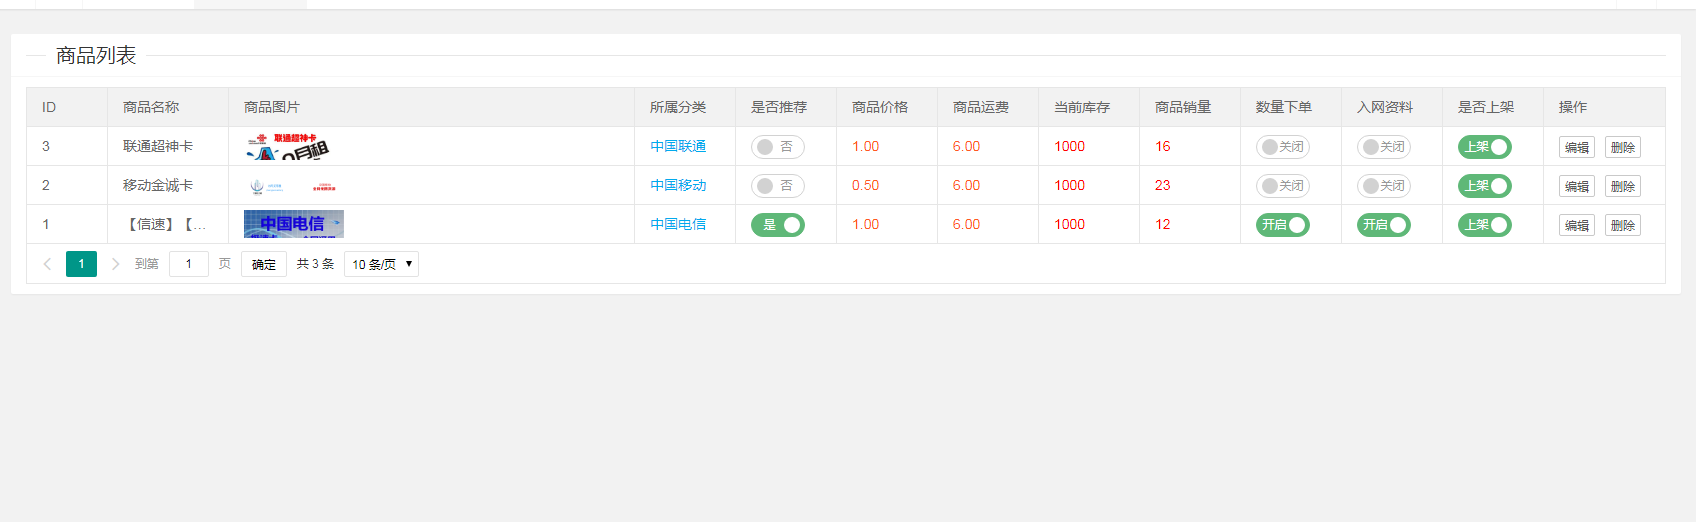 商品列表
ID 商品名称 商品图片 所属分类 是否推荐 商品价格 商品运费 当前库存 商品销量 数量下单 入网资料 是否上架 操作
3 联通超神卡 联通超神卡 0月租 中国联通 否 1.00 6.00 1000 16 关闭 关闭 上架 编辑 删除
2 移动金诚卡 中国移动 否 0.50 6.00 1000 23 关闭 关闭 上架 编辑 删除
1 【信速】【... 中国电信 中国电信 是 1.00 6.00 1000 12 开启 开启 上架 编辑 删除
1 到第 1 页 确定 共 3 条 10 条/页